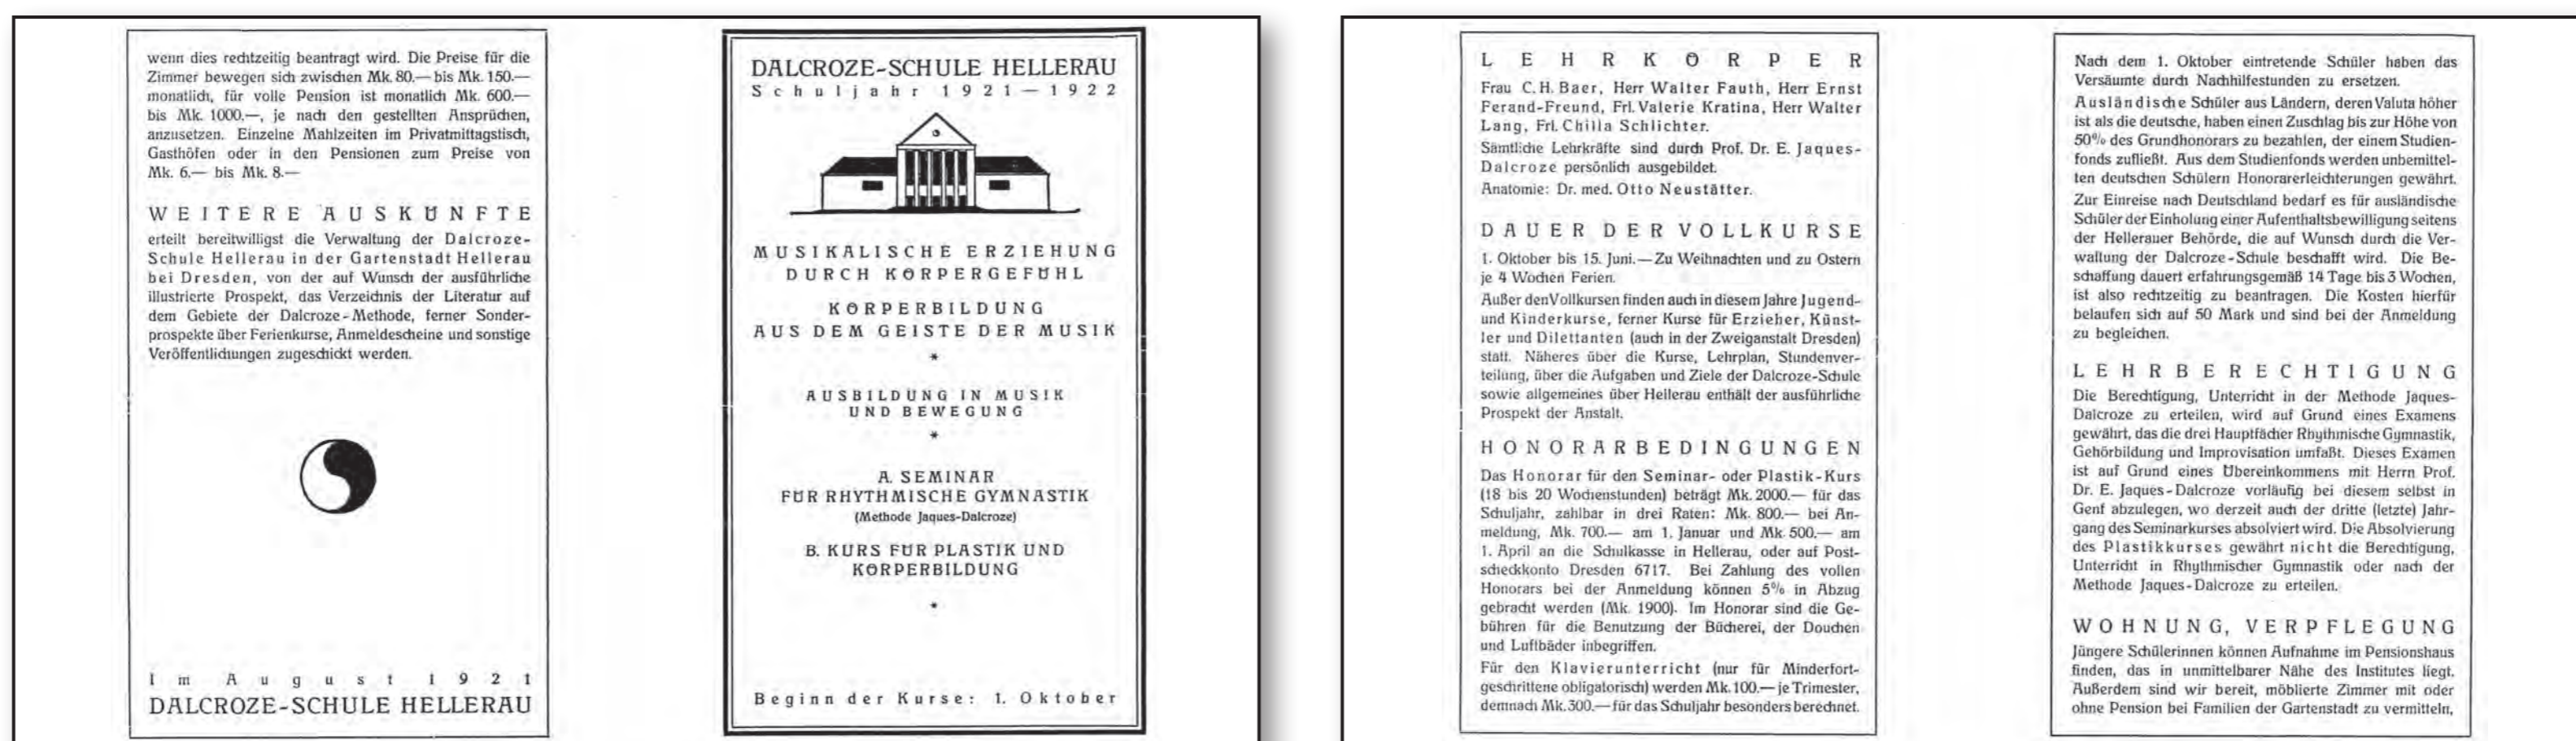 wenn dies rechtzeitig beantragt wird. Die Preise für die
Zimmer bewegen sich zwischen Mk. 80.— bis Mk. 150.—
monatlich, für volle Pension ist monatlich Mk. 600.—
bis Mk. 1000.—, je nach den gestellten Ansprüchen,
anzusetzen. Einzelne Mahlzeiten im Privatmittagstisch,
Gasthöfen oder in den Pensionen zum Preise von
Mk. 6.— bis Mk. 8.—
WEITERE AUSKÜNFTE
erteilt bereitwilligst die Verwaltung der Dalcroze-
Schule Hellerau in der Gartenstadt Hellerau
bei Dresden, von der auf Wunsch der ausführliche
illustrierte Prospekt, das Verzeichnis der Literatur auf
dem Gebiete der Dalcroze-Methode, ferner Sonder-
prospekte über Ferienkurse, Anmeldescheine und sonstige
Veröffentlichungen zugeschickt werden.
Im August 1921
DALCROZE-SCHULE HELLERAU
DALCROZE-SCHULE HELLERAU
Schuljahr 1921—1922
MUSIKALISCHE ERZIEHUNG
DURCH KÖRPERGEFÜHL
KÖRPERBILDUNG
AUS DEM GEISTE DER MUSIK
*
AUSBILDUNG IN MUSIK
UND BEWEGUNG
*
A. SEMINAR
FÜR RHYTHMISCHE GYMNASTIK
(Methode Jaques-Dalcroze)
B. KURS FÜR PLASTIK UND
KÖRPERBILDUNG
*
Beginn der Kurse: 1. Oktober
LEHRKÖRPER
Frau C. H. Baer, Herr Walter Fauth, Herr Ernst
Ferand-Freund, Frl. Valerie Kratina, Herr Walter
Lang, Frl. Chilla Schlichter.
Sämtliche Lehrkräfte sind durch Prof. Dr. E. Jaques-
Dalcroze persönlich ausgebildet.
Anatomie: Dr. med. Otto Neustätter.
DAUER DER VOLLKURSE
1. Oktober bis 15. Juni.—Zu Weihnachten und zu Ostern
je 4 Wochen Ferien.
Außer den Vollkursen finden auch in diesem Jahre Jugend-
und Kinderkurse, ferner Kurse für Erzieher, Künst-
ler und Dilettanten (auch in der Zweiganstalt Dresden)
statt. Näheres über die Kurse, Lehrplan, Stundenver-
teilung, über die Aufgaben und Ziele der Dalcroze-Schule
sowie allgemeines über Hellerau enthält der ausführliche
Prospekt der Anstalt.
HONORARBEDINGUNGEN
Das Honorar für den Seminar- oder Plastik-Kurs
(18 bis 20 Wochenstunden) beträgt Mk. 2000.— für das
Schuljahr, zahlbar in drei Raten: Mk. 800.— bei An-
meldung, Mk. 700.— am 1. Januar und Mk. 500.— am
1. April an die Schulkasse in Hellerau, oder auf Post-
scheckkonto Dresden 6717. Bei Zahlung des vollen
Honorars bei der Anmeldung können 5% in Abzug
gebracht werden (Mk. 1900). Im Honorar sind die Ge-
bühren für die Benutzung der Bücherei, der Douchen
und Luftbäder inbegriffen.
Für den Klavierunterricht (nur für Minderfort-
geschrittene obligatorisch) werden Mk. 100.— je Trimester,
demnach Mk. 300.— für das Schuljahr besonders berechnet.
Nach dem 1. Oktober eintretende Schüler haben das
Versäumte durch Nachhilfestunden zu ersetzen.
Ausländische Schüler aus Ländern, deren Valuta höher
ist als die deutsche, haben einen Zuschlag bis zur Höhe von
50% des Grundhonorars zu bezahlen, der einem Studien-
fonds zufließt. Aus dem Studienfonds werden unbemittel-
ten deutschen Schülern Honorarerleichterungen gewährt.
Zur Einreise nach Deutschland bedarf es für ausländische
Schüler der Einholung einer Aufenthaltsbewilligung seitens
der Hellerauer Behörde, die auf Wunsch durch die Ver-
waltung der Dalcroze-Schule beschafft wird. Die Be-
schaffung dauert erfahrungsgemäß 14 Tage bis 3 Wochen,
ist also rechtzeitig zu beantragen. Die Kosten hierfür
belaufen sich auf 50 Mark und sind bei der Anmeldung
zu begleichen.
LEHRBERECHTIGUNG
Die Berechtigung, Unterricht in der Methode Jaques-
Dalcroze zu erteilen, wird auf Grund eines Examens
gewährt, das die drei Hauptfächer Rhythmische Gymnastik,
Gehörbildung und Improvisation umfaßt. Dieses Examen
ist auf Grund eines Übereinkommens mit Herrn Prof.
Dr. E. Jaques-Dalcroze vorläufig bei diesem selbst in
Genf abzulegen, wo derzeit auch der dritte (letzte) Jahr-
gang des Seminarkurses absolviert wird. Die Absolvierung
des Plastikkurses gewährt nicht die Berechtigung,
Unterricht in Rhythmischer Gymnastik oder nach der
Methode Jaques-Dalcroze zu erteilen.
WOHNUNG, VERPFLEGUNG
Jüngere Schülerinnen können Aufnahme im Pensionshaus
finden, das in unmittelbarer Nähe des Institutes liegt.
Außerdem sind wir bereit, möblierte Zimmer mit oder
ohne Pension bei Familien der Gartenstadt zu vermitteln,